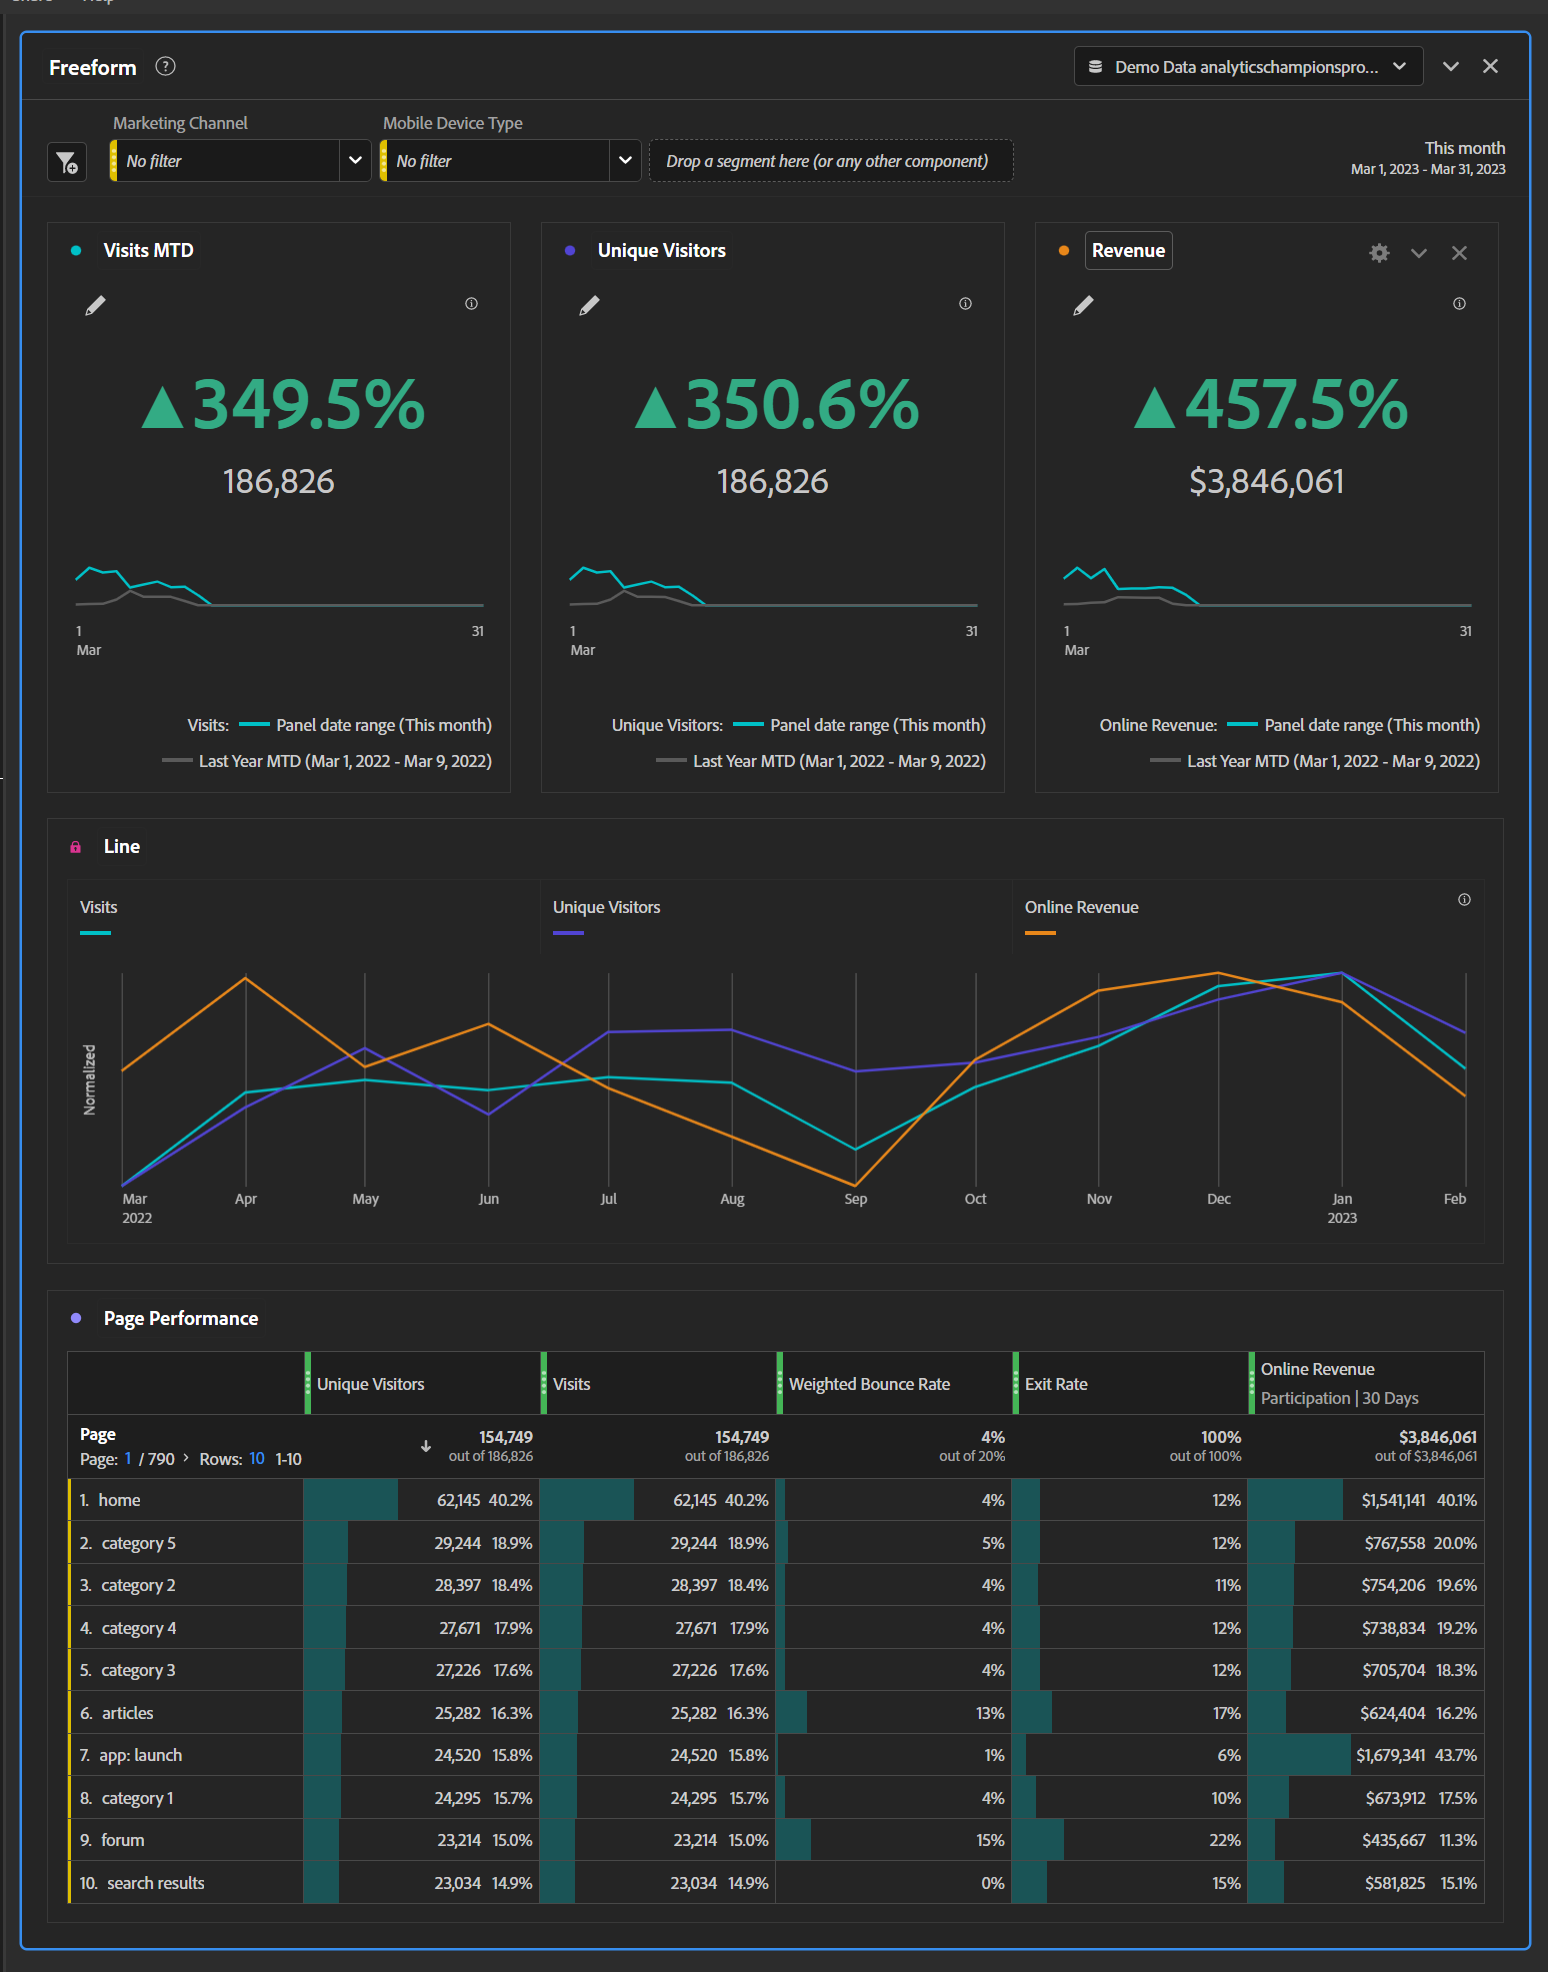 Freeform
Demo Data analyticschampionspro...
Marketing Channel
Mobile Device Type
No filter
No filter
Drop a segment here (or any other component)
This month
Mar 1, 2023 - Mar 31, 2023
Visits MTD
▲349.5%
186,826
1
Mar
31
Visits: Panel date range (This month)
Last Year MTD (Mar 1, 2022 - Mar 9, 2022)
Unique Visitors
▲350.6%
186,826
1
Mar
31
Unique Visitors: Panel date range (This month)
Last Year MTD (Mar 1, 2022 - Mar 9, 2022)
Revenue
▲457.5%
$3,846,061
1
Mar
31
Online Revenue: Panel date range (This month)
Last Year MTD (Mar 1, 2022 - Mar 9, 2022)
Line
Visits
Unique Visitors
Online Revenue
Normalized
Mar Apr May Jun Jul Aug Sep Oct Nov Dec Jan Feb
2022 2023
Page Performance
Unique Visitors Visits Weighted Bounce Rate Exit Rate Online Revenue
Participation | 30 Days
Page 154,749 154,749 4% 100% $3,846,061
Page: 1 / 790 > Rows: 10 1-10 out of 186,826 out of 186,826 out of 20% out of 100% out of $3,846,061
1. home 62,145 40.2% 62,145 40.2% 4% 12% $1,541,141 40.1%
2. category 5 29,244 18.9% 29,244 18.9% 5% 12% $767,558 20.0%
3. category 2 28,397 18.4% 28,397 18.4% 4% 11% $754,206 19.6%
4. category 4 27,671 17.9% 27,671 17.9% 4% 12% $738,834 19.2%
5. category 3 27,226 17.6% 27,226 17.6% 4% 12% $705,704 18.3%
6. articles 25,282 16.3% 25,282 16.3% 13% 17% $624,404 16.2%
7. app: launch 24,520 15.8% 24,520 15.8% 1% 6% $1,679,341 43.7%
8. category 1 24,295 15.7% 24,295 15.7% 4% 10% $673,912 17.5%
9. forum 23,214 15.0% 23,214 15.0% 15% 22% $435,667 11.3%
10. search results 23,034 14.9% 23,034 14.9% 0% 15% $581,825 15.1%